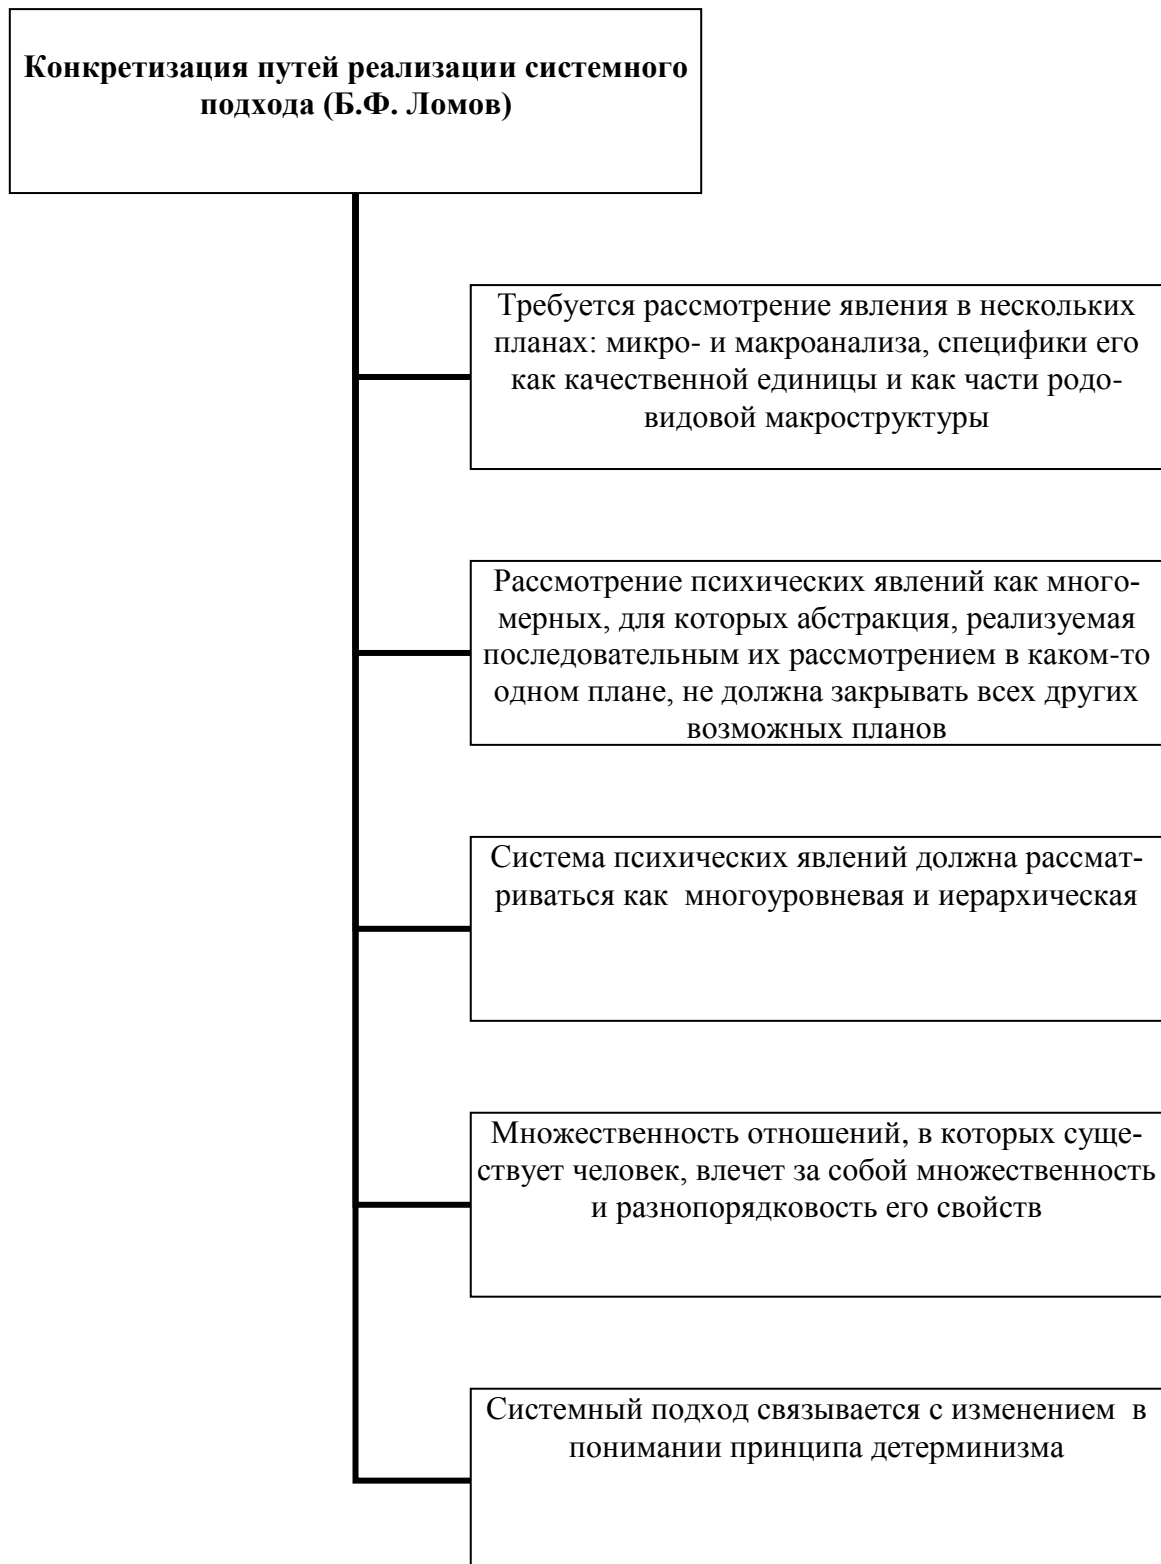 Конкретизация путей реализации системного
подхода (Б.Ф. Ломов)
Требуется рассмотрение явления в нескольких
планах: микро- и макроанализа, специфики его
как качественной единицы и как части родо-
видовой макроструктуры
Рассмотрение психических явлений как много-
мерных, для которых абстракция, реализуемая
последовательным их рассмотрением в каком-то
одном плане, не должна закрывать всех других
возможных планов
Система психических явлений должна рассмат-
риваться как  многоуровневая и иерархическая
Множественность отношений, в которых суще-
ствует человек, влечет за собой множественность
и разнопорядковость его свойств
Системный подход связывается с изменением  в
понимании принципа детерминизма